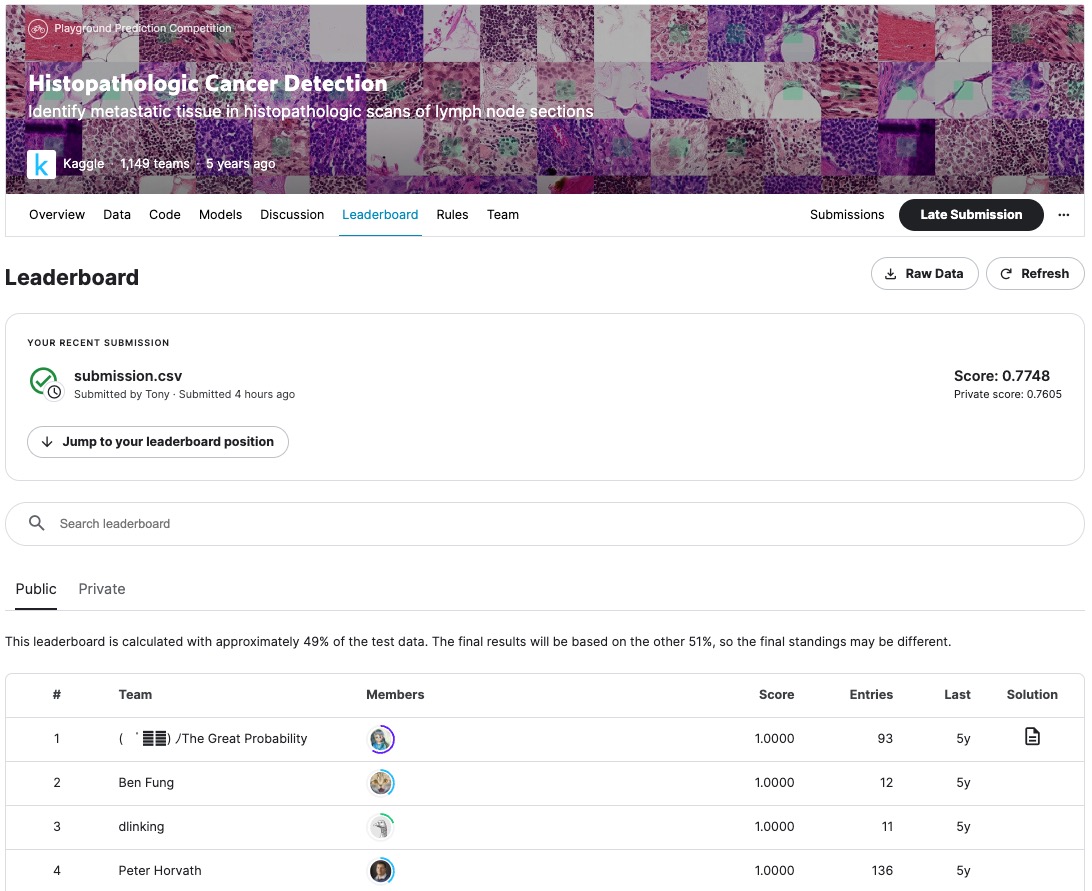 Playground Prediction Competition
Histopathologic Cancer Detection
Identify metastatic tissue in histopathologic scans of lymph node sections
k Kaggle · 1,149 teams · 5 years ago
Overview Data Code Models Discussion Leaderboard Rules Team Submissions Late Submission ...
Leaderboard Raw Data Refresh
YOUR RECENT SUBMISSION
submission.csv Score: 0.7748
Submitted by Tony · Submitted 4 hours ago Private score: 0.7605
Jump to your leaderboard position
Search leaderboard
Public Private
This leaderboard is calculated with approximately 49% of the test data. The final results will be based on the other 51%, so the final standings may be different.
# Team Members Score Entries Last Solution
1 ( ゙䷅䷅) ﾉThe Great Probability 1.0000 93 5y
2 Ben Fung 1.0000 12 5y
3 dlinking 1.0000 11 5y
4 Peter Horvath 1.0000 136 5y